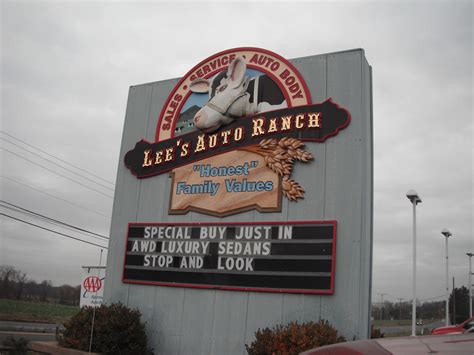 SALES · SERVICE · AUTO BODY
LEE'S AUTO RANCH
"Honest"
Family Values
SPECIAL BUY JUST IN
AWD LUXURY SEDANS
STOP AND LOOK
AAA